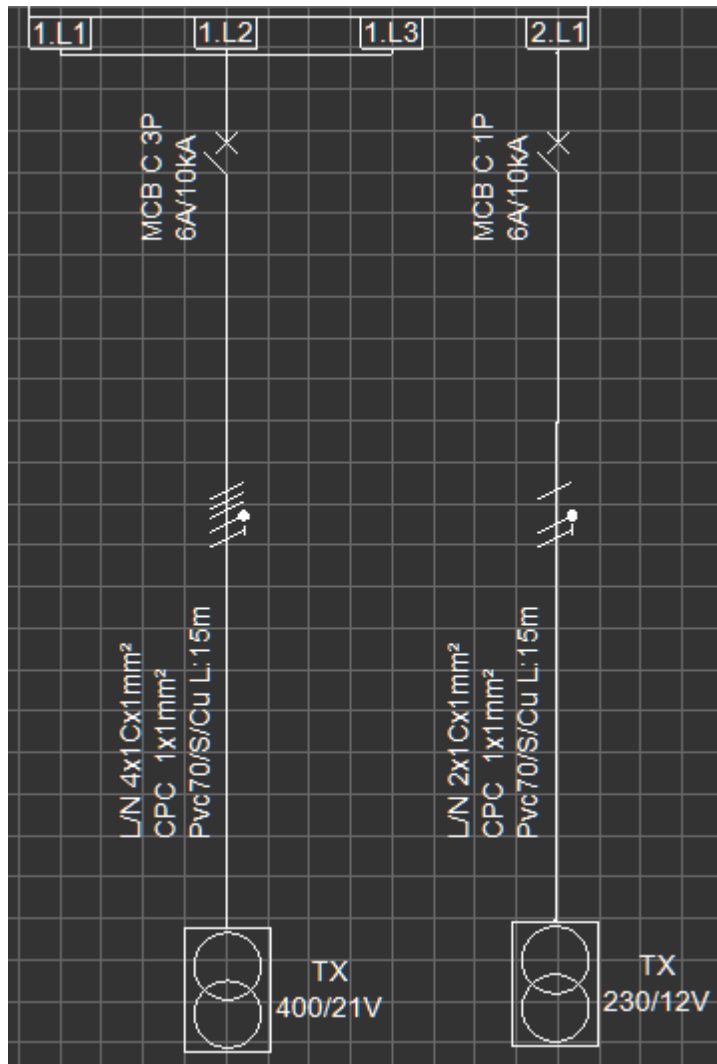 1.L1
1.L2
1.L3
2.L1
MCB C 3P
6A/10kA
MCB C 1P
6A/10kA
L/N 4x1Cx1mm²
CPC 1x1mm²
Pvc70/S/Cu L:15m
L/N 2x1Cx1mm²
CPC 1x1mm²
Pvc70/S/Cu L:15m
TX
400/21V
TX
230/12V